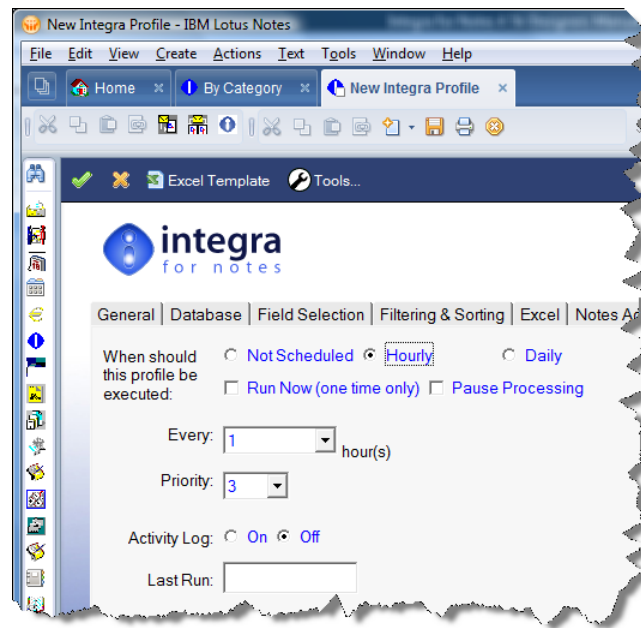 New Integra Profile - IBM Lotus Notes
File Edit View Create Actions Text Tools Window Help
Home By Category New Integra Profile
Excel Template Tools...
integra
for notes
General Database Field Selection Filtering & Sorting Excel Notes A
When should this profile be executed:
Not Scheduled Hourly Daily
Run Now (one time only) Pause Processing
Every: 1 hour(s)
Priority: 3
Activity Log: On Off
Last Run: